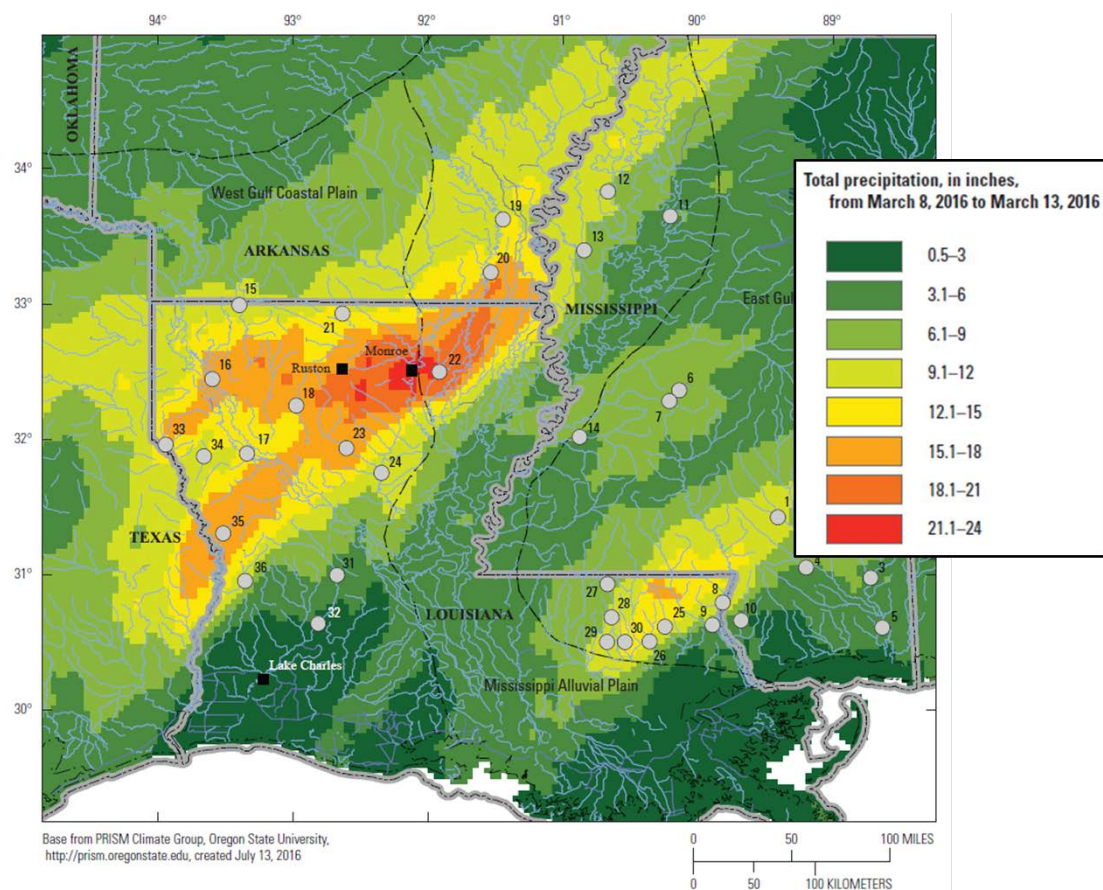 94° 93° 92° 91° 90° 89°
OKLAHOMA
34°
West Gulf Coastal Plain
12
11
19
13
ARKANSAS
20
15
33°
21
MISSISSIPPI
East Gul
Monroe
22
Ruston
16
18
6
7
32°
33
34
17
23
14
24
1
35
TEXAS
31°
36
31
4
3
27
8
LOUISIANA
28
25
9
10
32
5
29
30
26
Lake Charles
Mississippi Alluvial Plain
30°
Total precipitation, in inches,
from March 8, 2016 to March 13, 2016
0.5–3
3.1–6
6.1–9
9.1–12
12.1–15
15.1–18
18.1–21
21.1–24
Base from PRISM Climate Group, Oregon State University,
http://prism.oregonstate.edu, created July 13, 2016
0 50 100 MILES
0 50 100 KILOMETERS